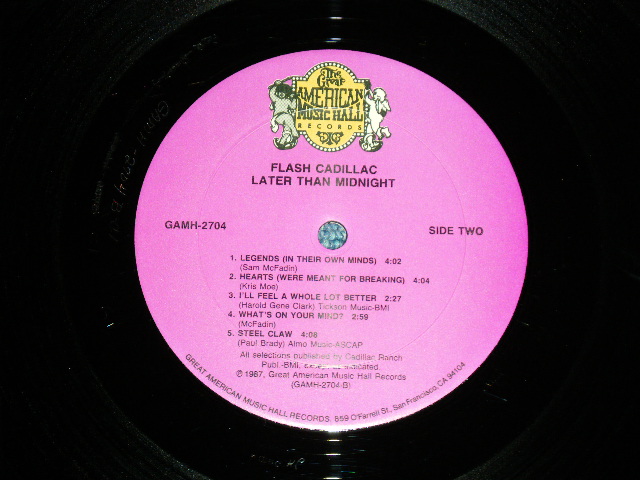 The Great
AMERICAN
MUSIC HALL
RECORDS
FLASH CADILLAC
LATER THAN MIDNIGHT
GAMH-2704
SIDE TWO
1. LEGENDS (IN THEIR OWN MINDS) 4:02
(Sam McFadin)
2. HEARTS (WERE MEANT FOR BREAKING) 4:04
(Kris Moe)
3. I'LL FEEL A WHOLE LOT BETTER 2:27
(Harold Gene Clark) Tickson Music-BMI
4. WHAT'S ON YOUR MIND? 2:59
(McFadin)
5. STEEL CLAW 4:08
(Paul Brady) Almo Music-ASCAP
All selections published by Cadillac Ranch
Publ.-BMI, except as indicated.
℗ 1987, Great American Music Hall Records
(GAMH-2704-B)
GREAT AMERICAN MUSIC HALL RECORDS, 859 O'Farrell St., San Francisco, CA 94104